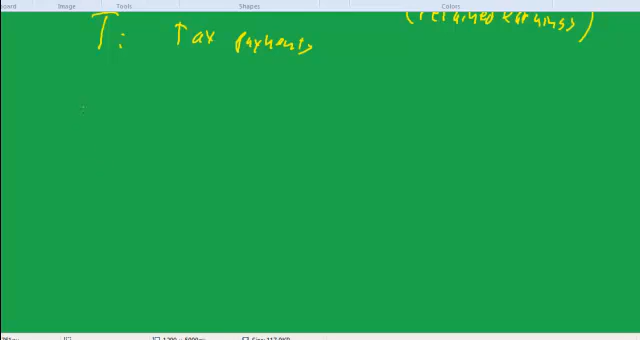 Image
Tools
Shapes
Colors
(retained Earnings)
T: Tax payments